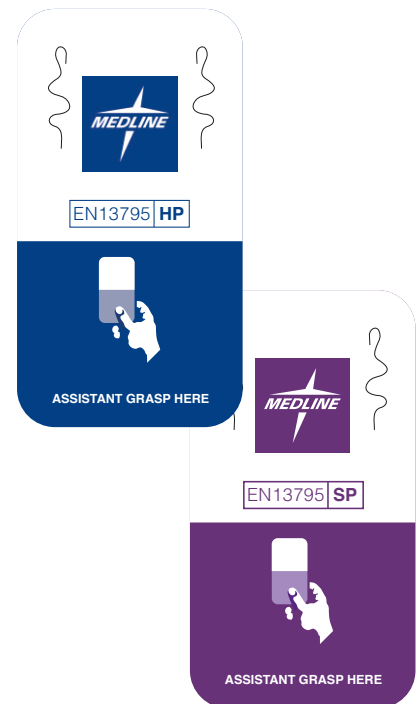 MEDLINE
EN13795 HP
ASSISTANT GRASP HERE
MEDLINE
EN13795 SP
ASSISTANT GRASP HERE